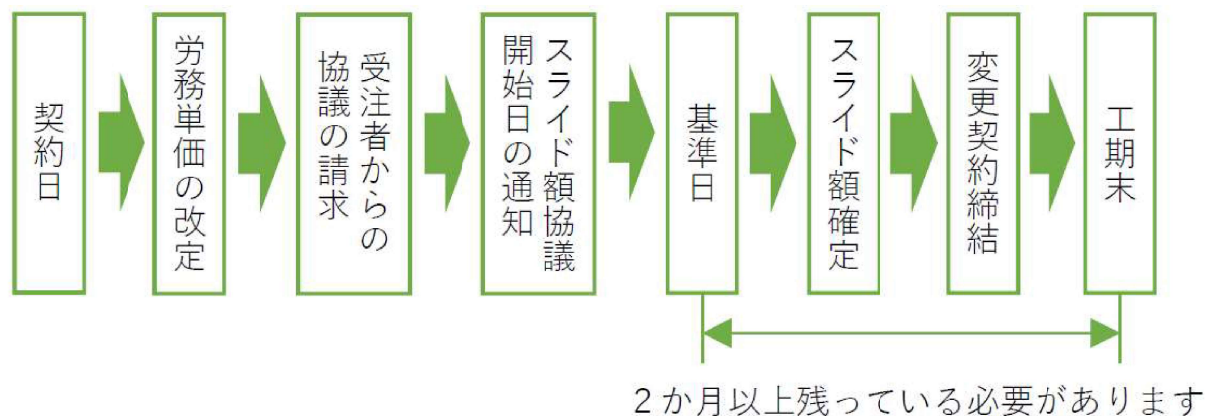 契約日
労務単価の改定
受注者からの
協議の請求
スライド額協議
開始日の通知
基準日
スライド額確定
変更契約締結
工期末
２か月以上残っている必要があります